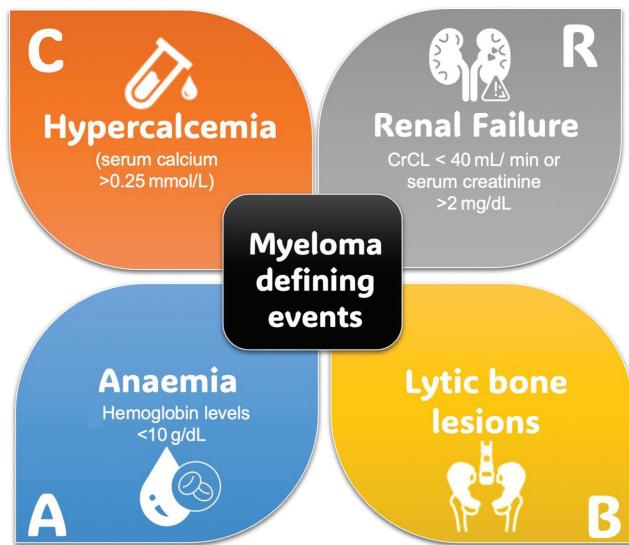 C
Hypercalcemia
(serum calcium
>0.25 mmol/L)
R
Renal Failure
CrCL < 40 mL/ min or
serum creatinine
>2 mg/dL
Myeloma
defining
events
Anaemia
Hemoglobin levels
<10 g/dL
A
Lytic bone
lesions
B